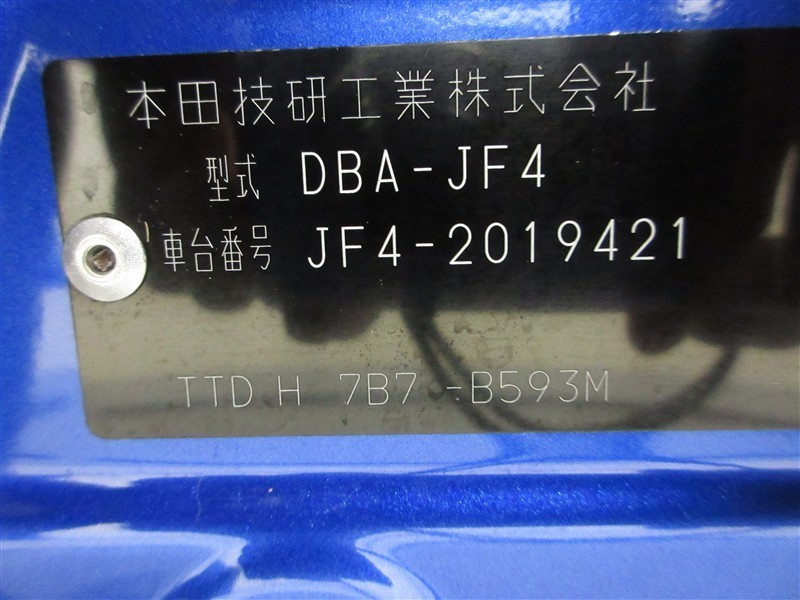 本田技研工業株式会社
型式 DBA-JF4
車台番号 JF4-2019421
TTD H 7B7 -B593M